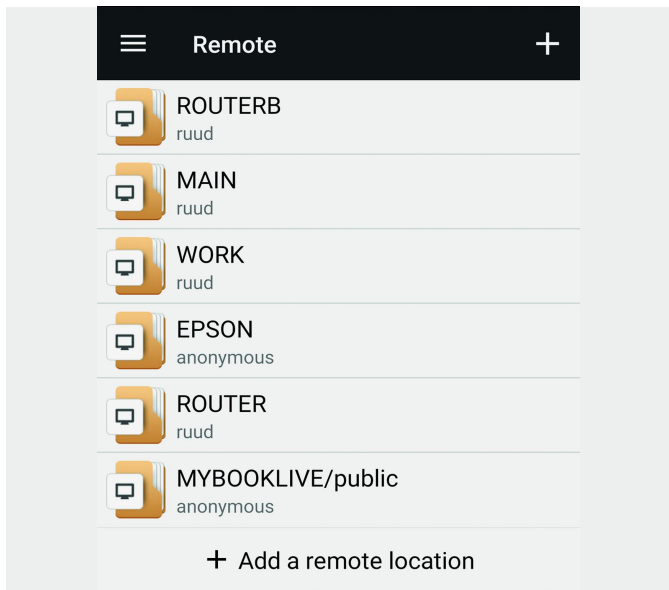 Remote
ROUTERB
ruud
MAIN
ruud
WORK
ruud
EPSON
anonymous
ROUTER
ruud
MYBOOKLIVE/public
anonymous
+ Add a remote location